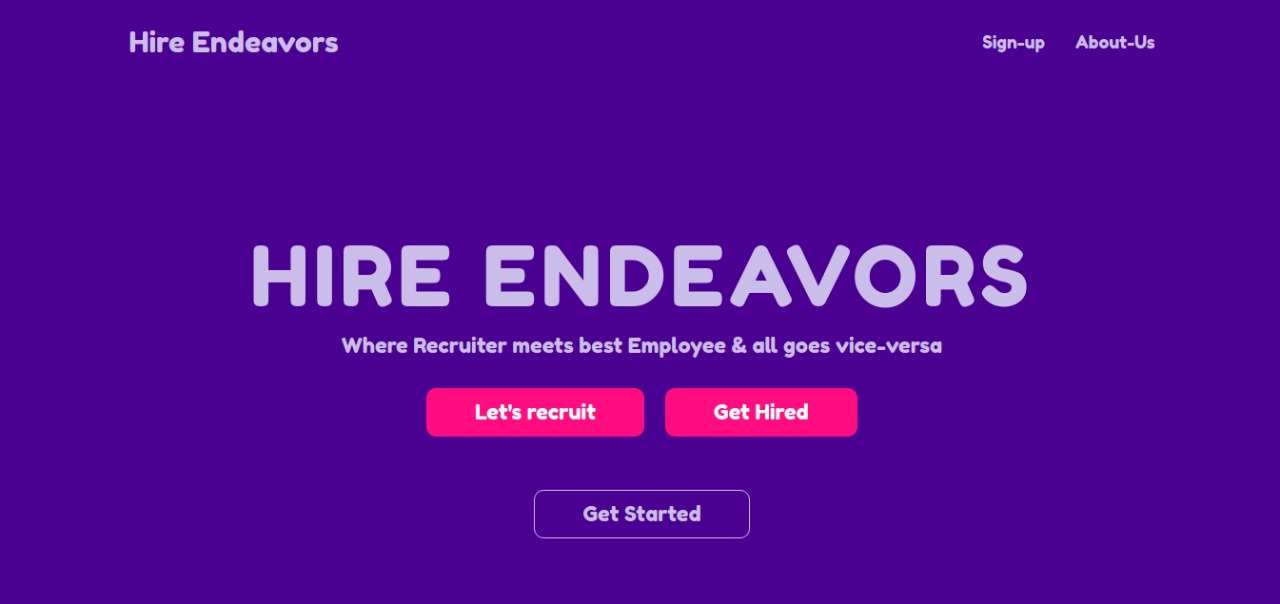 Hire Endeavors
Sign-up About-Us
HIRE ENDEAVORS
Where Recruiter meets best Employee & all goes vice-versa
Let's recruit Get Hired
Get Started